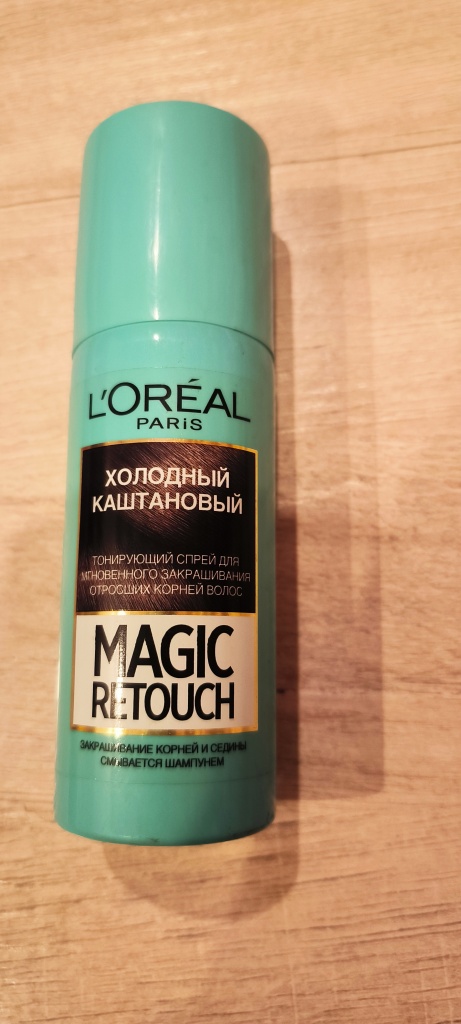 L'ORÉAL
PARiS
ХОЛОДНЫЙ
КАШТАНОВЫЙ
ТОНИРУЮЩИЙ СПРЕЙ ДЛЯ
МГНОВЕННОГО ЗАКРАШИВАНИЯ
ОТРОСШИХ КОРНЕЙ ВОЛОС
MAGIC
RETOUCH
ЗАКРАШИВАНИЕ КОРНЕЙ И СЕДИНЫ
СМЫВАЕТСЯ ШАМПУНЕМ